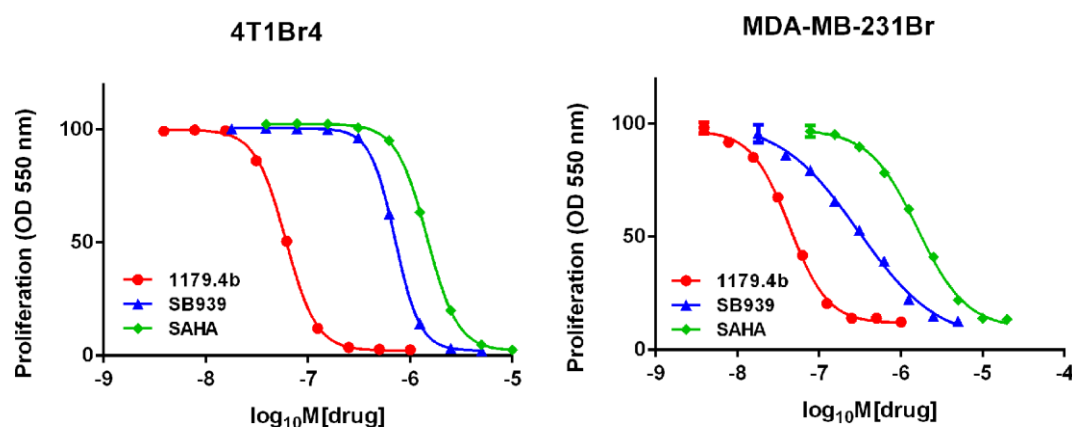 4T1Br4
Proliferation (OD 550 nm)
100
50
0
1179.4b
SB939
SAHA
-9 -8 -7 -6 -5
log10M[drug]
MDA-MB-231Br
Proliferation (OD 550 nm)
100
50
0
1179.4b
SB939
SAHA
-9 -8 -7 -6 -5 -4
log10M[drug]